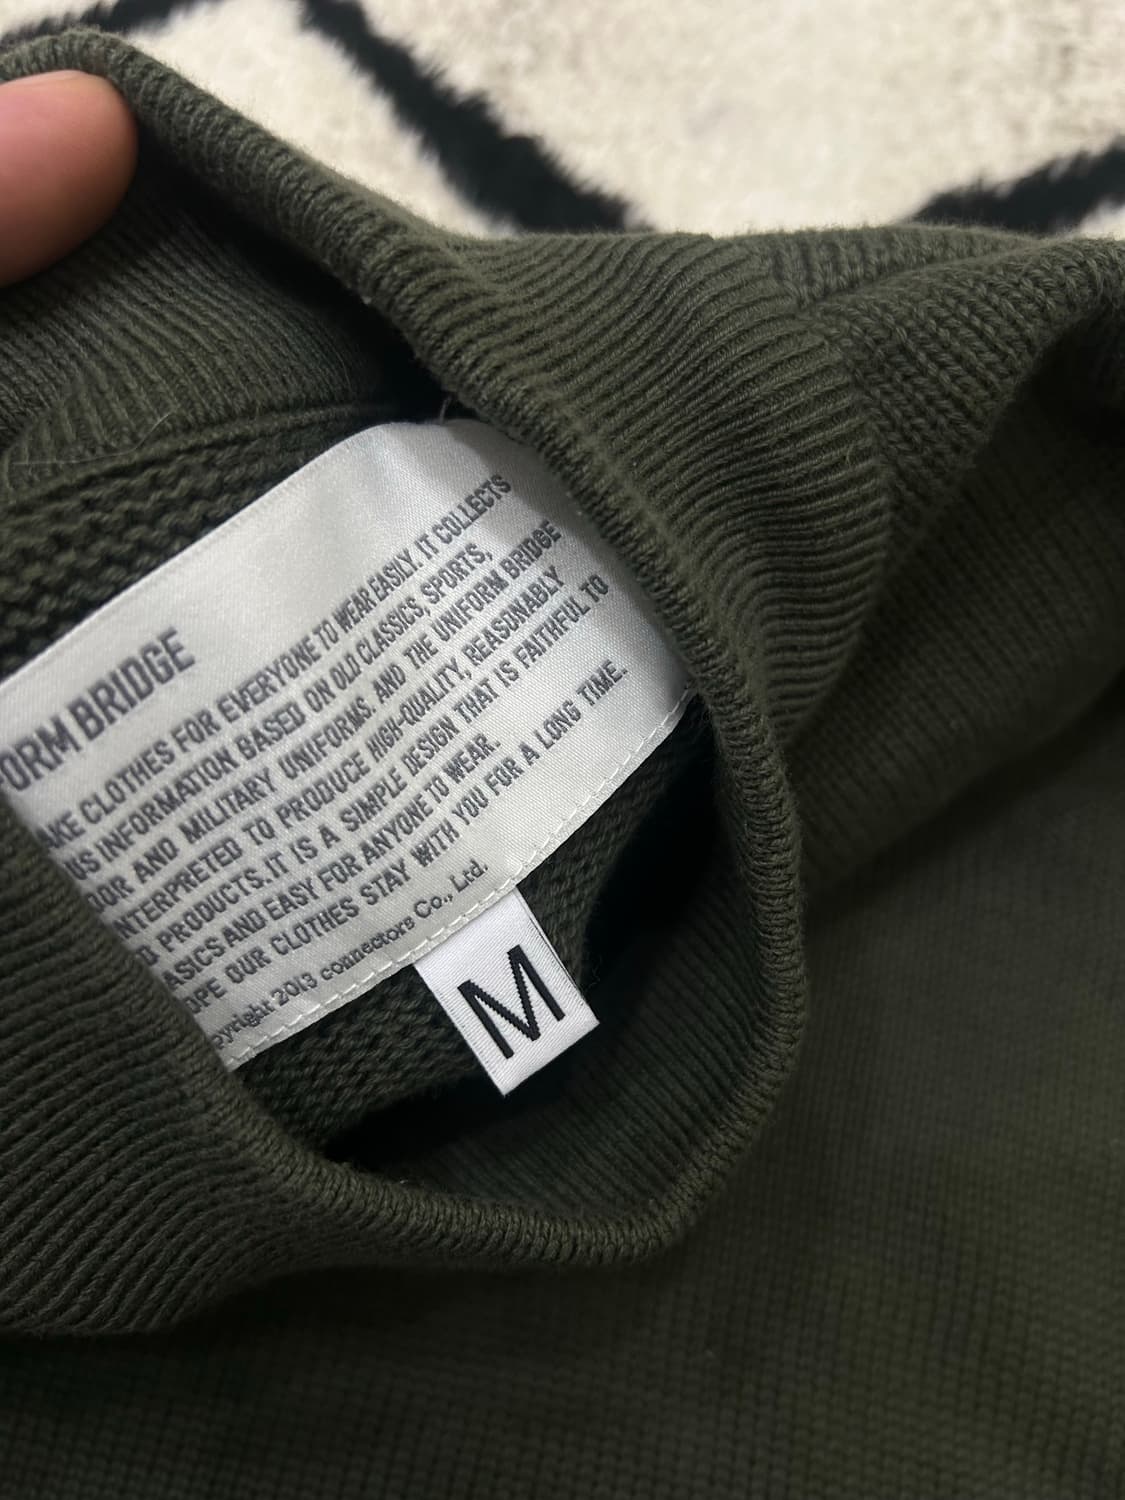 ORM BRIDGE
AKE CLOTHES FOR EVERYONE TO WEAR EASILY. IT COLLECTS
US INFORMATION BASED ON OLD CLASSICS, SPORTS,
OOR AND MILITARY UNIFORMS. AND THE UNIFORM BRIDGE
NTERPRETED TO PRODUCE HIGH-QUALITY, REASONABLY
D PRODUCTS. IT IS A SIMPLE DESIGN THAT IS FAITHFUL TO
ASICS AND EASY FOR ANYONE TO WEAR.
OPE OUR CLOTHES STAY WITH YOU FOR A LONG TIME.
pyright 2013 connectors Co., Ltd.
M